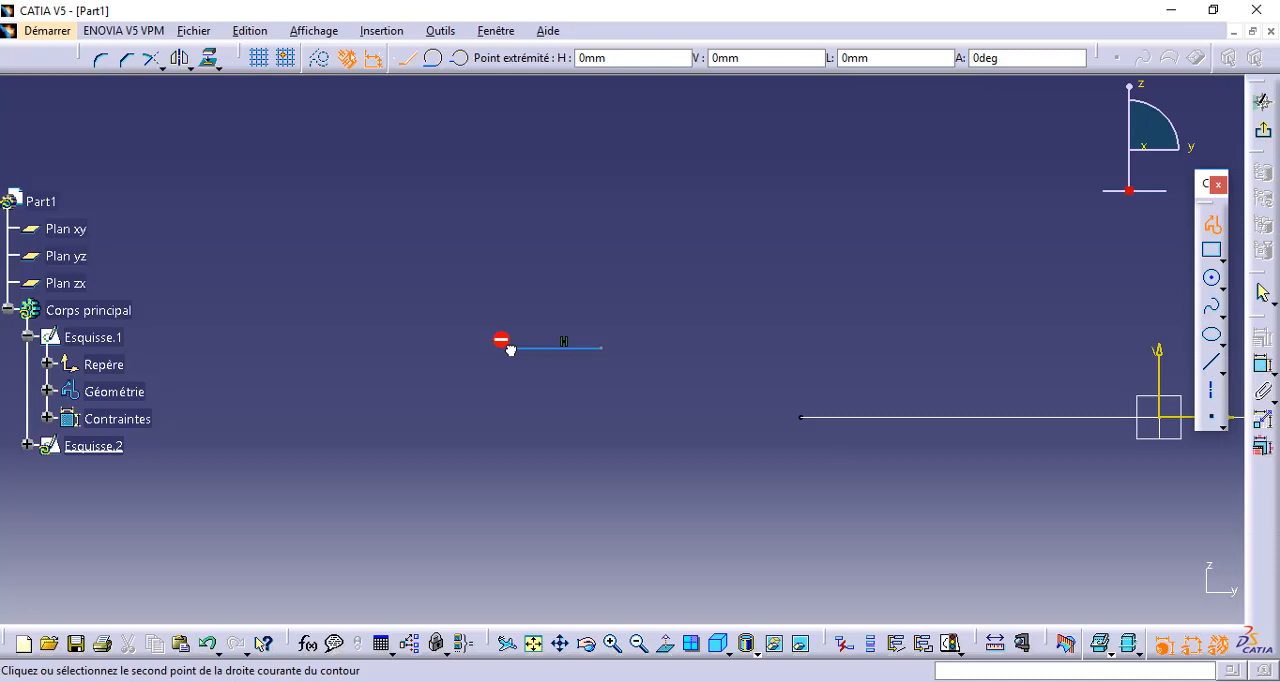 CATIA V5 - [Part1]
Démarrer ENOVIA V5 VPM Fichier Edition Affichage Insertion Outils Fenêtre Aide
Point extrémité : H : 0mm V : 0mm L: 0mm A: 0deg
z
x y
C x
Part1
Plan xy
Plan yz
Plan zx
Corps principal
Esquisse.1
H
Repère
Géométrie
Contraintes
Esquisse.2
z
y
f(x)
CATIA
Cliquez ou sélectionnez le second point de la droite courante du contour